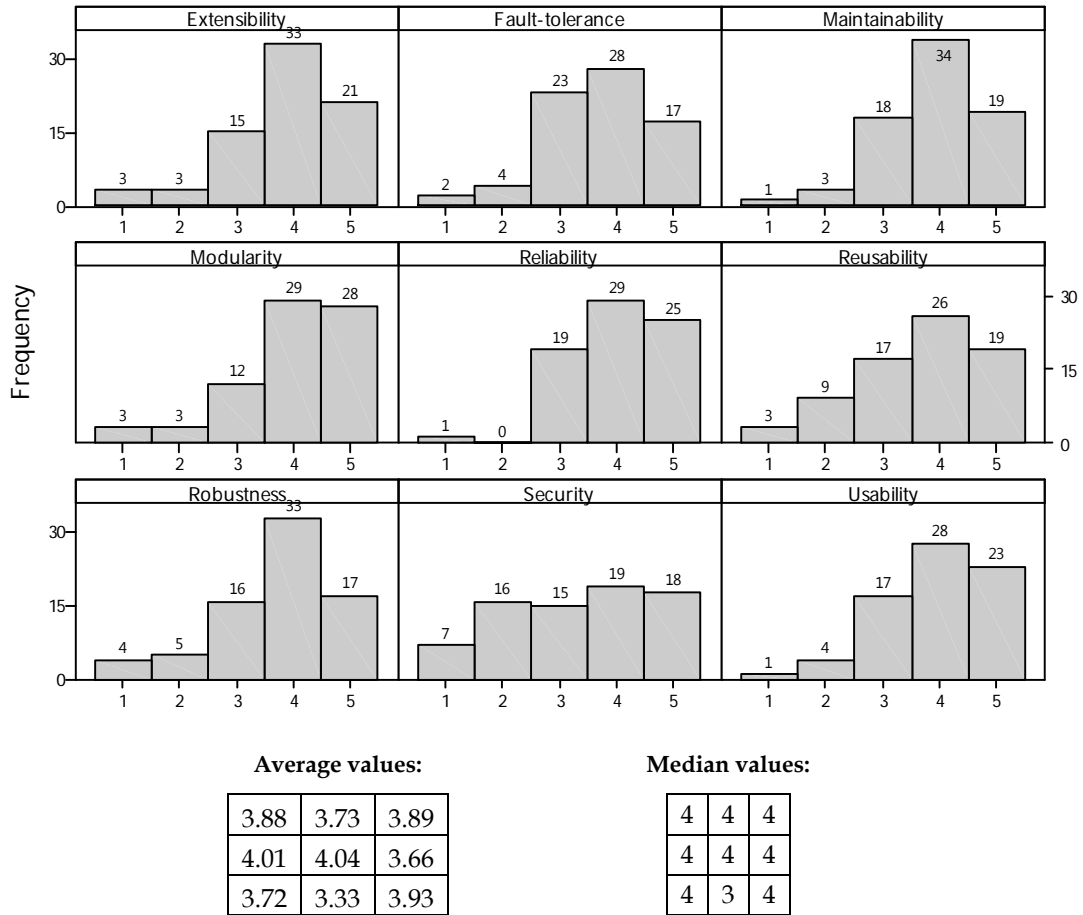 Extensibility Fault-tolerance Maintainability
33
34
28
30
23
21
19
18
17
15
15
3 3 2 4 1 3
0
1 2 3 4 5 1 2 3 4 5 1 2 3 4 5
Modularity Reliability Reusability
29 28 29
25 26
30
19 19
17
15
12
9
3 3 1 0 3
0
1 2 3 4 5 1 2 3 4 5 1 2 3 4 5
Frequency
Robustness Security Usability
33
30
28
23
19 18
16 17 16 15 17
15
7
4 5 1 4
0
1 2 3 4 5 1 2 3 4 5 1 2 3 4 5
Average values: Median values:
3.88 3.73 3.89 4 4 4
4.01 4.04 3.66 4 4 4
3.72 3.33 3.93 4 3 4